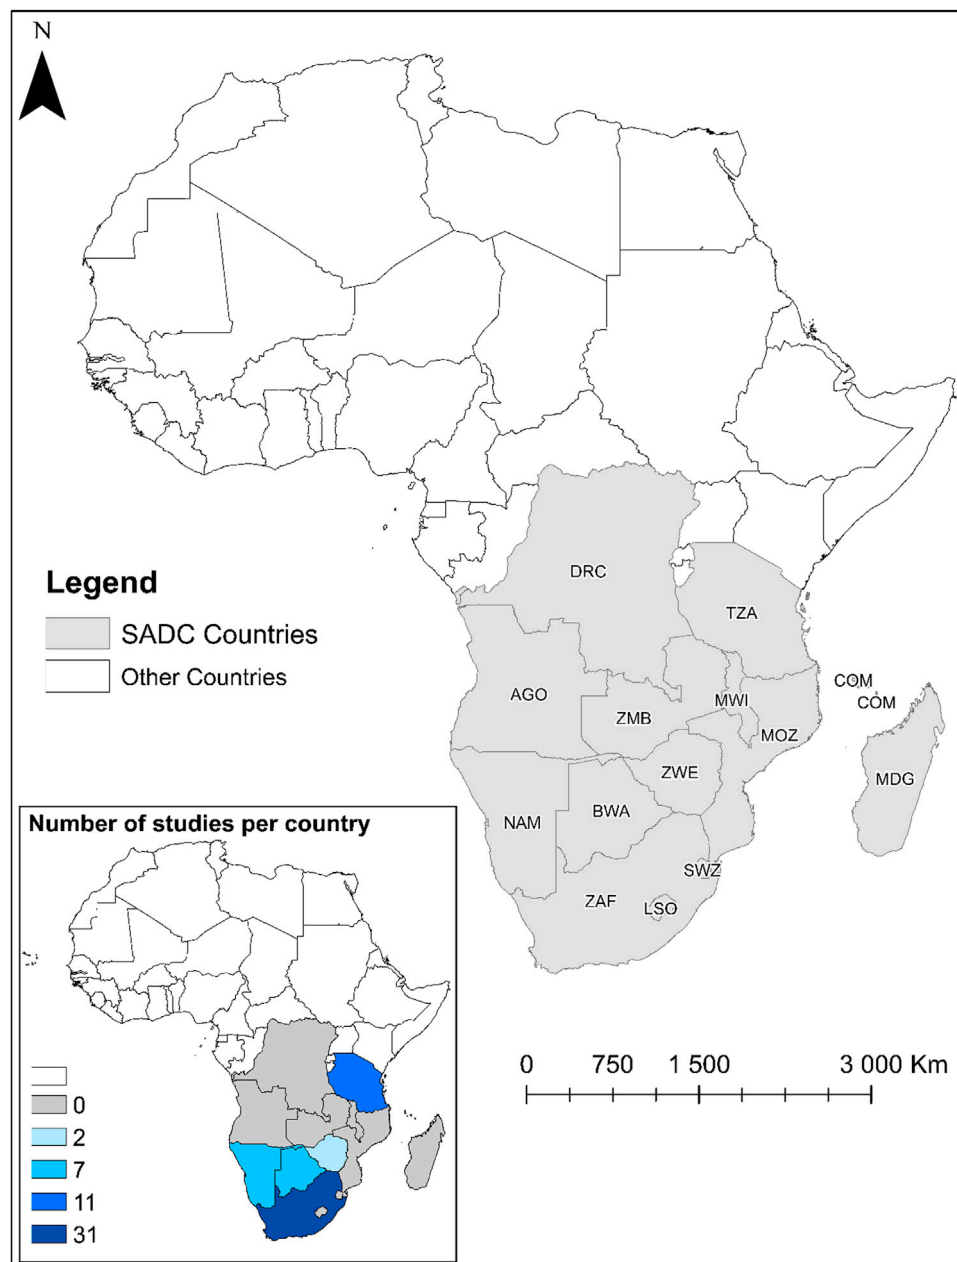 N
DRC
TZA
COM
COM
AGO
MWI
ZMB
MOZ
ZWE
MDG
BWA
NAM
SWZ
ZAF
LSO
Legend
SADC Countries
Other Countries
0 750 1 500 3 000 Km
Number of studies per country
0
2
7
11
31